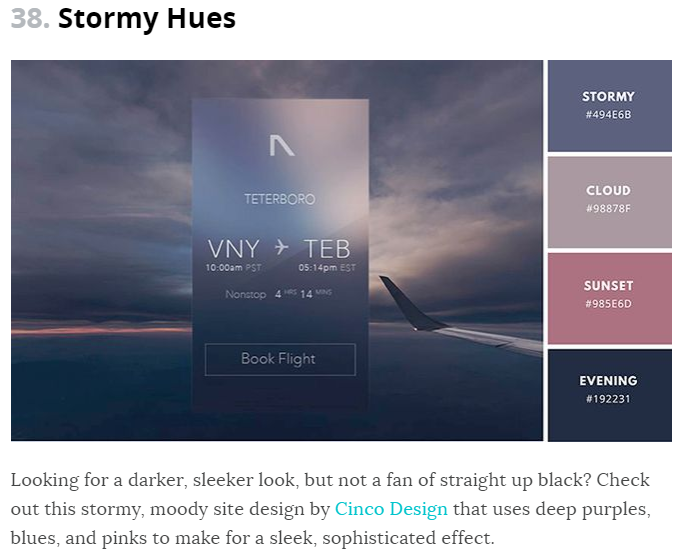 38. Stormy Hues
TETERBORO
VNY TEB
10:00am PST 05:14pm EST
Nonstop 4 HRS 14 MINS
Book Flight
STORMY
#494E6B
CLOUD
#98878F
SUNSET
#985E6D
EVENING
#192231
Looking for a darker, sleeker look, but not a fan of straight up black? Check
out this stormy, moody site design by Cinco Design that uses deep purples,
blues, and pinks to make for a sleek, sophisticated effect.